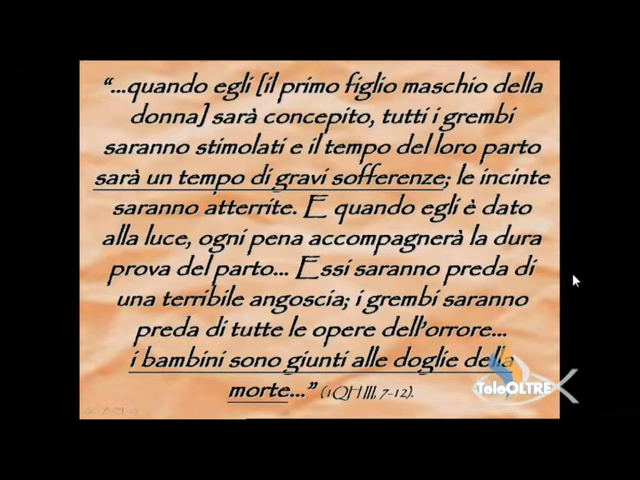 “...quando egli [il primo figlio maschio della
donna] sarà concepito, tutti i grembi
saranno stimolati e il tempo del loro parto
sarà un tempo di gravi sofferenze; le incinte
saranno atterrite. E quando egli è dato
alla luce, ogni pena accompagnerà la dura
prova del parto... Essi saranno preda di
una terribile angoscia; i grembi saranno
preda di tutte le opere dell'orrore...
i bambini sono giunti alle doglie della
morte...” (1QH III, 7-12).
TeleOLTRE